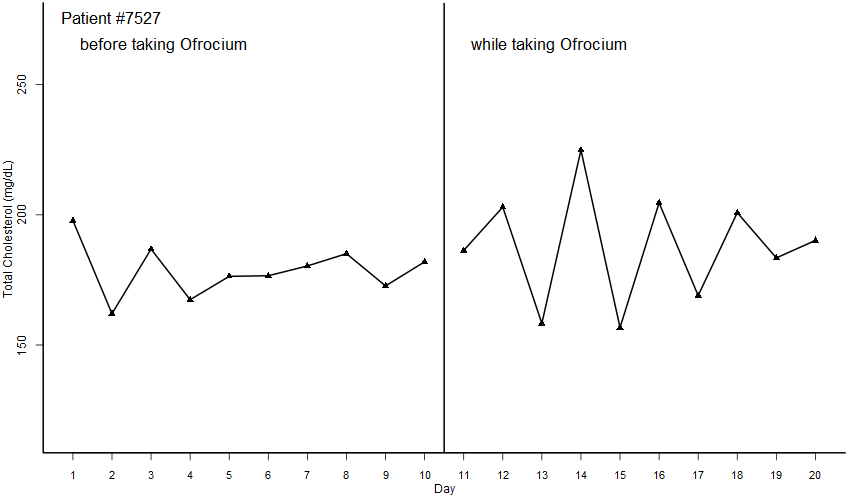 Patient #7527
before taking Ofrocium
while taking Ofrocium
Total Cholesterol (mg/dL)
250
200
150
1 2 3 4 5 6 7 8 9 10 11 12 13 14 15 16 17 18 19 20
Day